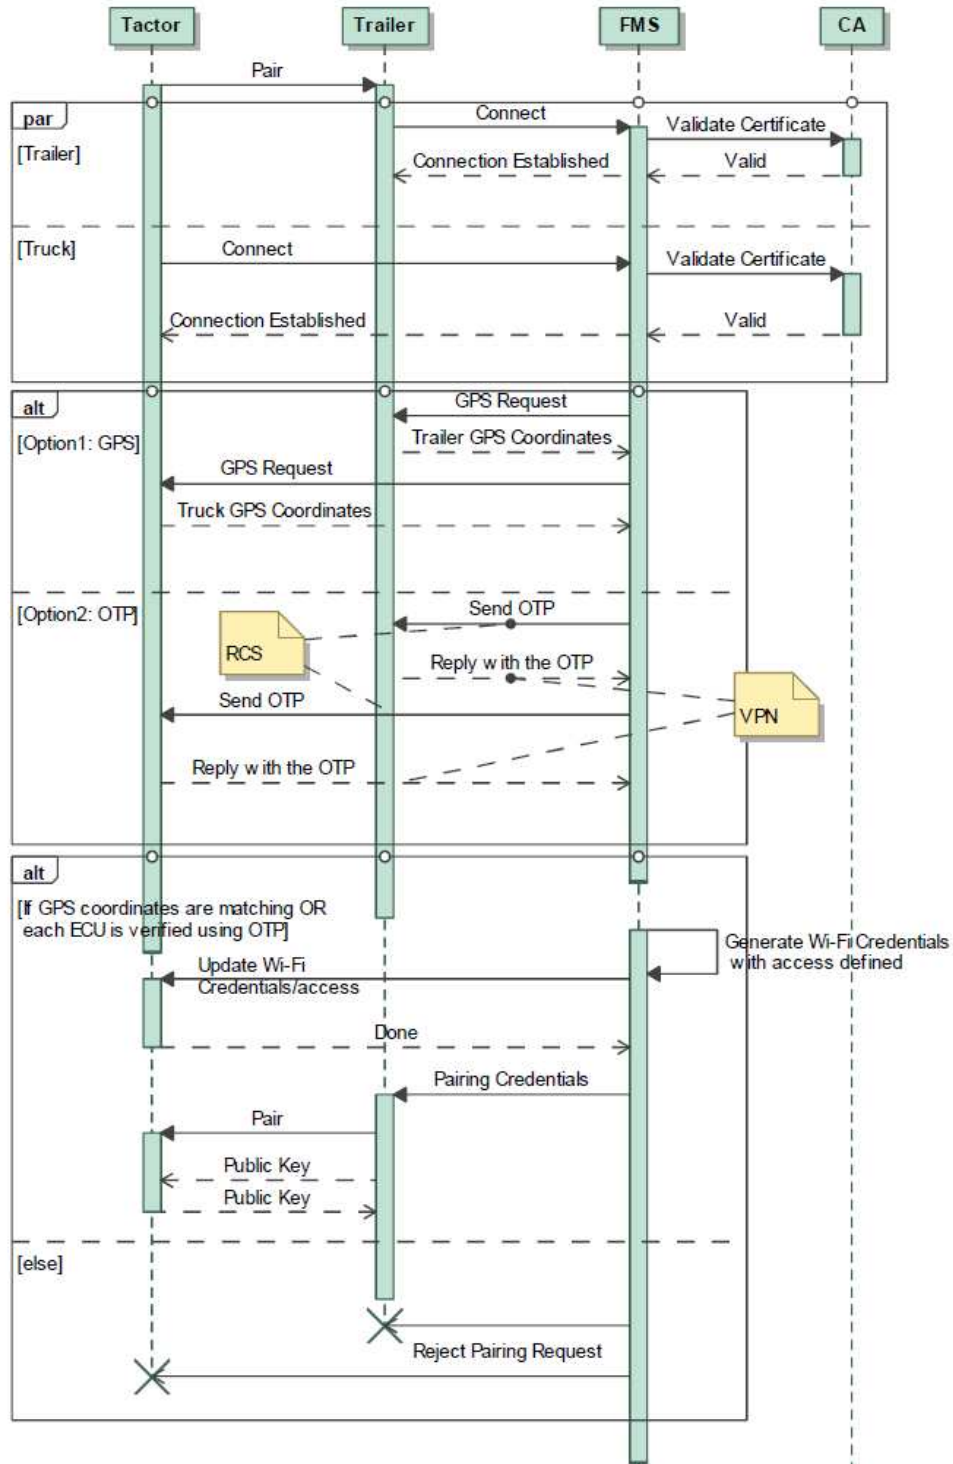 Tactor
Trailer
FMS
CA
Pair
par
Connect
Validate Certificate
[Trailer]
Connection Established
Valid
[Truck]
Connect
Validate Certificate
Connection Established
Valid
alt
GPS Request
[Option1: GPS]
Trailer GPS Coordinates
GPS Request
Truck GPS Coordinates
[Option2: OTP]
Send OTP
RCS
Reply with the OTP
Send OTP
VPN
Reply with the OTP
alt
[If GPS coordinates are matching OR
each ECU is verified using OTP]
Generate Wi-Fi Credentials
with access defined
Update Wi-Fi
Credentials/access
Done
Pairing Credentials
Pair
Public Key
Public Key
[else]
Reject Pairing Request